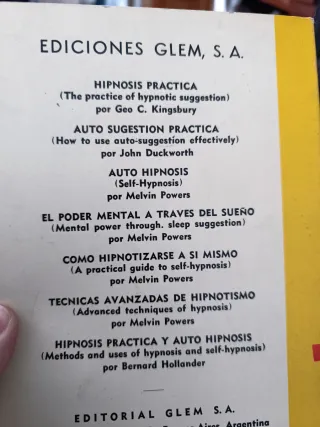 EDICIONES GLEM, S. A.
HIPNOSIS PRACTICA
(The practice of hypnotic suggestion)
por Geo C. Kingsbury
AUTO SUGESTION PRACTICA
(How to use auto-suggestion effectively)
por John Duckworth
AUTO HIPNOSIS
(Self-Hypnosis)
por Melvin Powers
EL PODER MENTAL A TRAVES DEL SUEÑO
(Mental power through. sleep suggestion)
por Melvin Powers
COMO HIPNOTIZARSE A SI MISMO
(A practical guide to self-hypnosis)
por Melvin Powers
TECNICAS AVANZADAS DE HIPNOTISMO
(Advanced techniques of hypnosis)
por Melvin Powers
HIPNOSIS PRACTICA Y AUTO HIPNOSIS
(Methods and uses of hypnosis and self-hypnosis)
por Bernard Hollander
EDITORIAL GLEM S. A.
Aires, Argentina